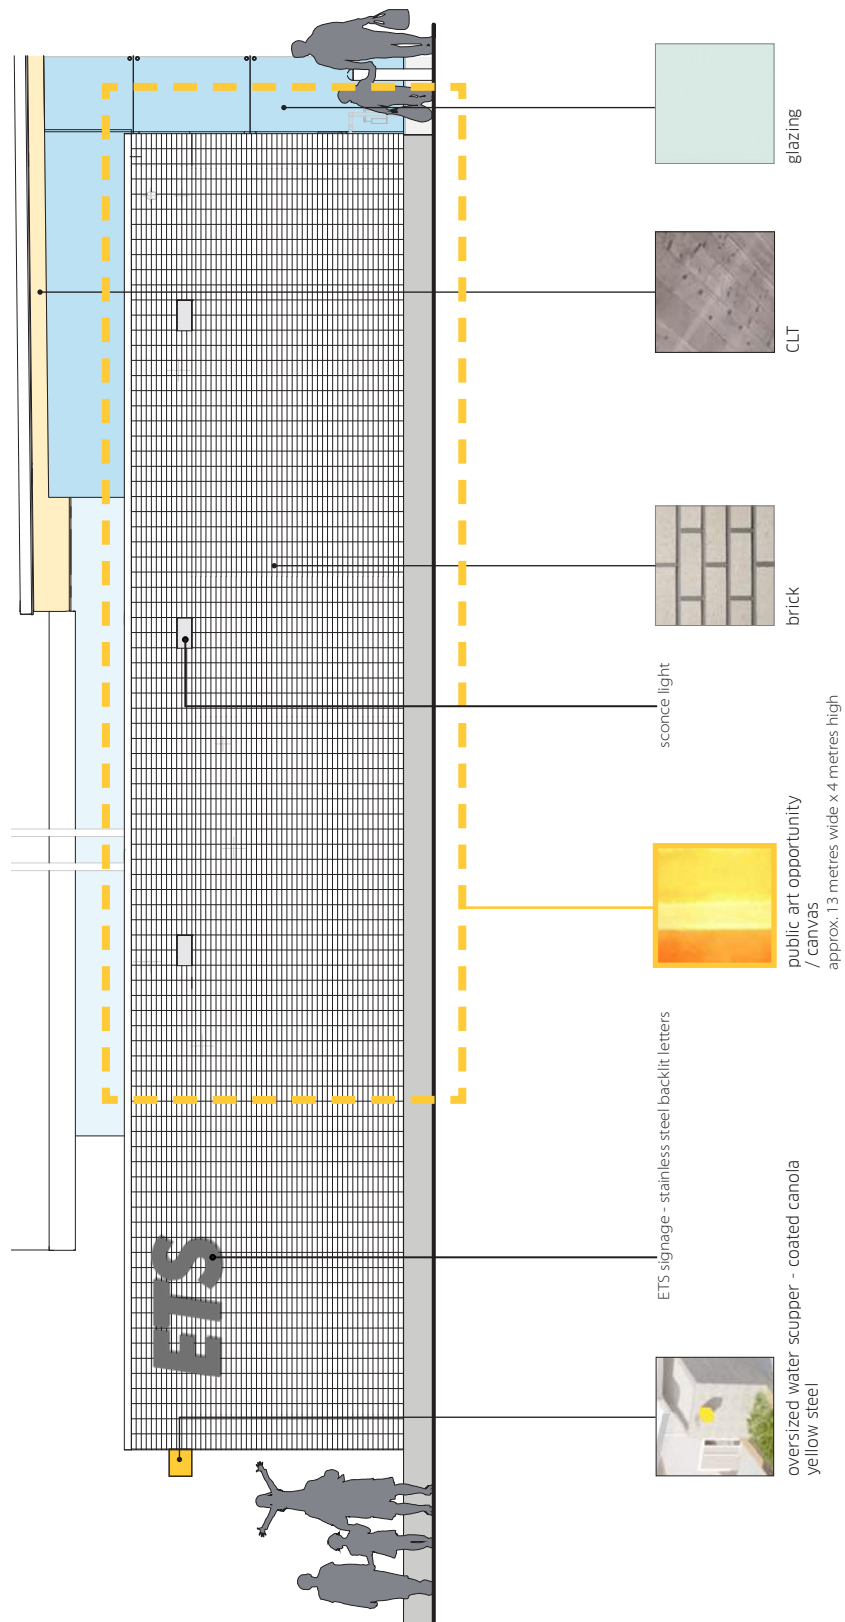 ETS
oversized water scupper - coated canola
yellow steel
ETS signage - stainless steel backlit letters
public art opportunity
/ canvas
approx. 13 metres wide x 4 metres high
sconce light
brick
CLT
glazing